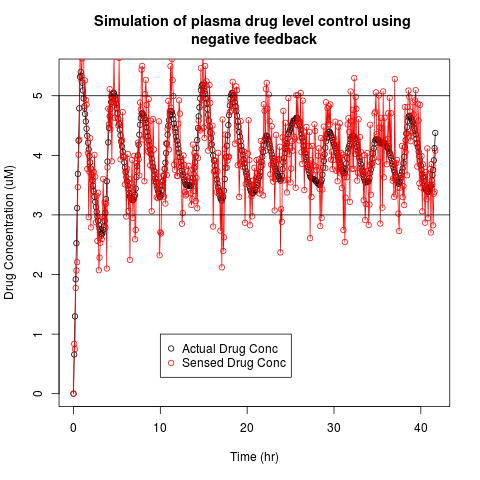 Simulation of plasma drug level control using
negative feedback
Drug Concentration (uM)
5
4
3
2
1
0
Actual Drug Conc
Sensed Drug Conc
0 10 20 30 40
Time (hr)